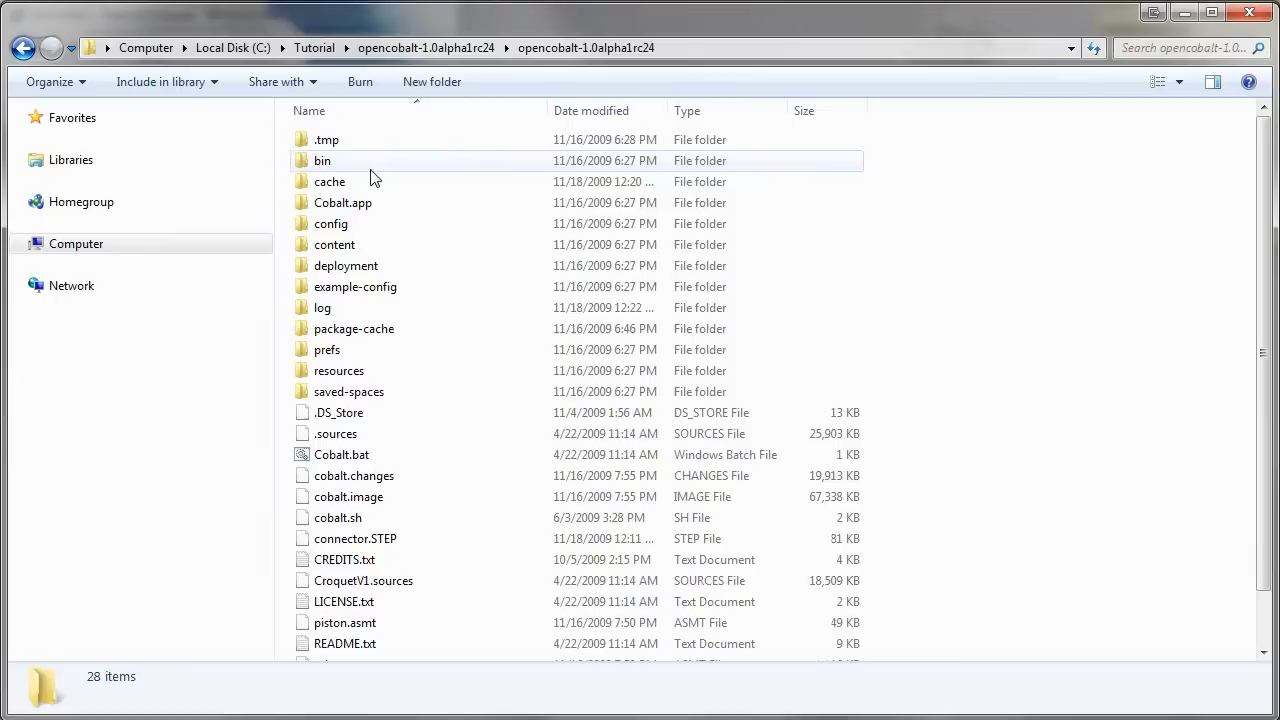 Computer Local Disk (C:) Tutorial opencobalt-1.0alpha1rc24 opencobalt-1.0alpha1rc24 Search opencobalt-1.0...
Organize Include in library Share with Burn New folder
Favorites
Libraries
Homegroup
Computer
Network
Name Date modified Type Size
.tmp 11/16/2009 6:28 PM File folder
bin 11/16/2009 6:27 PM File folder
cache 11/18/2009 12:20 ... File folder
Cobalt.app 11/16/2009 6:27 PM File folder
config 11/16/2009 6:27 PM File folder
content 11/16/2009 6:27 PM File folder
deployment 11/16/2009 6:27 PM File folder
example-config 11/16/2009 6:27 PM File folder
log 11/18/2009 12:22 ... File folder
package-cache 11/16/2009 6:46 PM File folder
prefs 11/16/2009 6:27 PM File folder
resources 11/16/2009 6:27 PM File folder
saved-spaces 11/16/2009 6:27 PM File folder
.DS_Store 11/4/2009 1:56 AM DS_STORE File 13 KB
.sources 4/22/2009 11:14 AM SOURCES File 25,903 KB
Cobalt.bat 4/22/2009 11:14 AM Windows Batch File 1 KB
cobalt.changes 11/16/2009 7:55 PM CHANGES File 19,913 KB
cobalt.image 11/16/2009 7:55 PM IMAGE File 67,338 KB
cobalt.sh 6/3/2009 3:28 PM SH File 2 KB
connector.STEP 11/18/2009 12:11 ... STEP File 81 KB
CREDITS.txt 10/5/2009 2:15 PM Text Document 4 KB
CroquetV1.sources 4/22/2009 11:14 AM SOURCES File 18,509 KB
LICENSE.txt 4/22/2009 11:14 AM Text Document 2 KB
piston.asmt 11/16/2009 7:50 PM ASMT File 49 KB
README.txt 4/22/2009 11:14 AM Text Document 9 KB
28 items